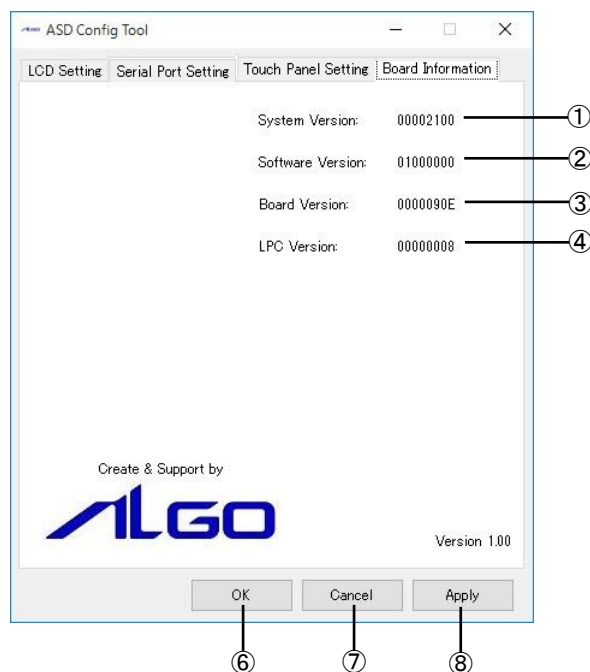 ASD Config Tool
LCD Setting Serial Port Setting Touch Panel Setting Board Information
System Version: 00002100 ①
Software Version: 01000000 ②
Board Version: 0000090E ③
LPC Version: 00000008 ④
Create & Support by
ALGO
Version 1.00
OK Cancel Apply
⑥ ⑦ ⑧